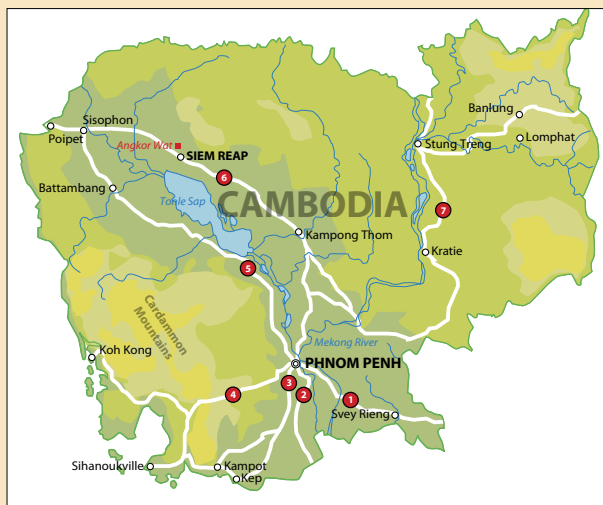 Banlung
Sisophon
Poipet
Angkor Wat
SIEM REAP
Stung Treng
Lomphat
Battambang
6
Tonle Sap
CAMBODIA
7
Kampong Thom
Kratie
5
Cardammon
Mountains
Mekong River
Koh Kong
PHNOM PENH
3
4
2
1
Svey Rieng
Sihanoukville
Kampot
Kep